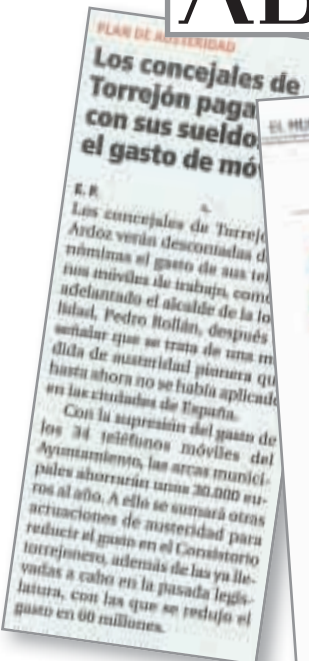 AB
PLAN DE AUSTERIDAD
Los concejales de
Torrejón paga
con sus sueldo
el gasto de mó
EL MU
E. P.
Los concejales de Torrej
Ardoz verán descontadas d
nóminas el gasto de sus te
sus móviles de trabajo, com
adelantado el alcalde de la lo
lidad, Pedro Rollán, después
señalar que se trata de una m
dida de austeridad pionera qu
hasta ahora no se había aplicad
en las ciudades de España.
Con la supresión del gasto de
los 34 teléfonos móviles del
Ayuntamiento, las arcas munici-
pales ahorrarán unos 30.000 eu-
ros al año. A ello se sumará otras
actuaciones de austeridad para
reducir el gasto en el Consistorio
torrejonero, además de las ya lle-
vadas a cabo en la pasada legis-
latura, con las que se redujo el
gasto en 60 millones.